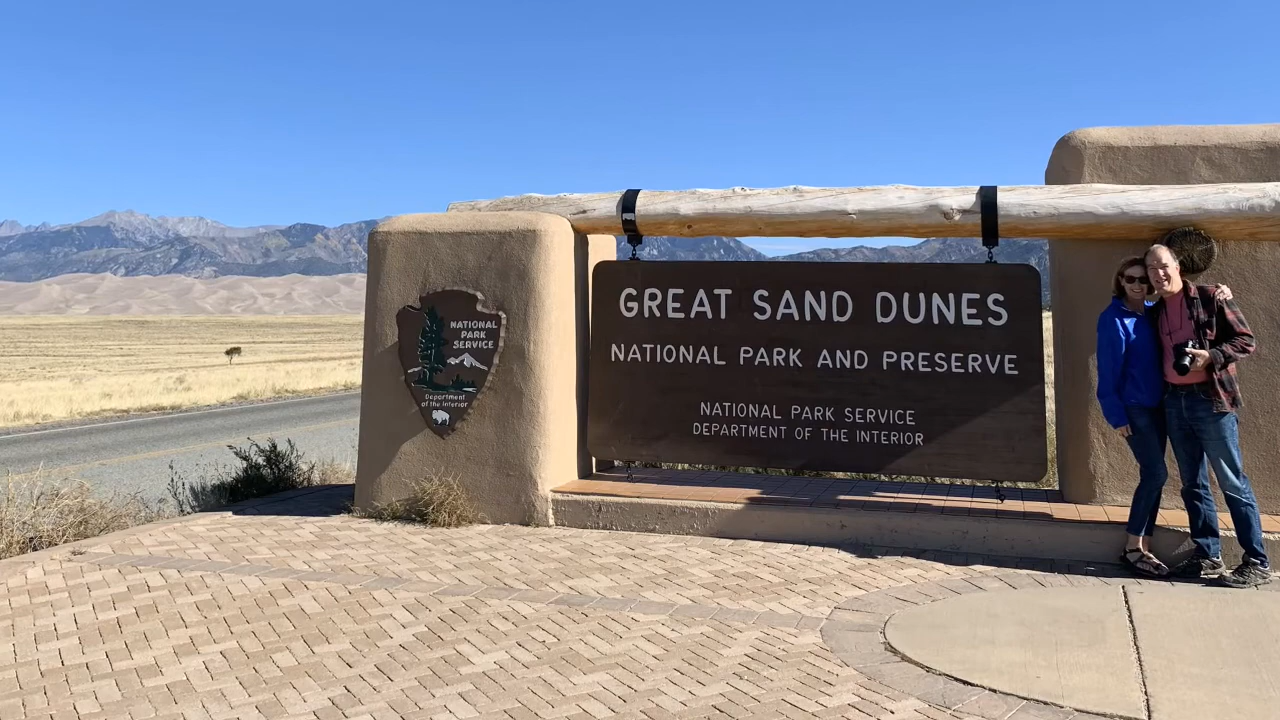 NATIONAL
PARK
SERVICE
Department
of the Interior
GREAT SAND DUNES
NATIONAL PARK AND PRESERVE
NATIONAL PARK SERVICE
DEPARTMENT OF THE INTERIOR